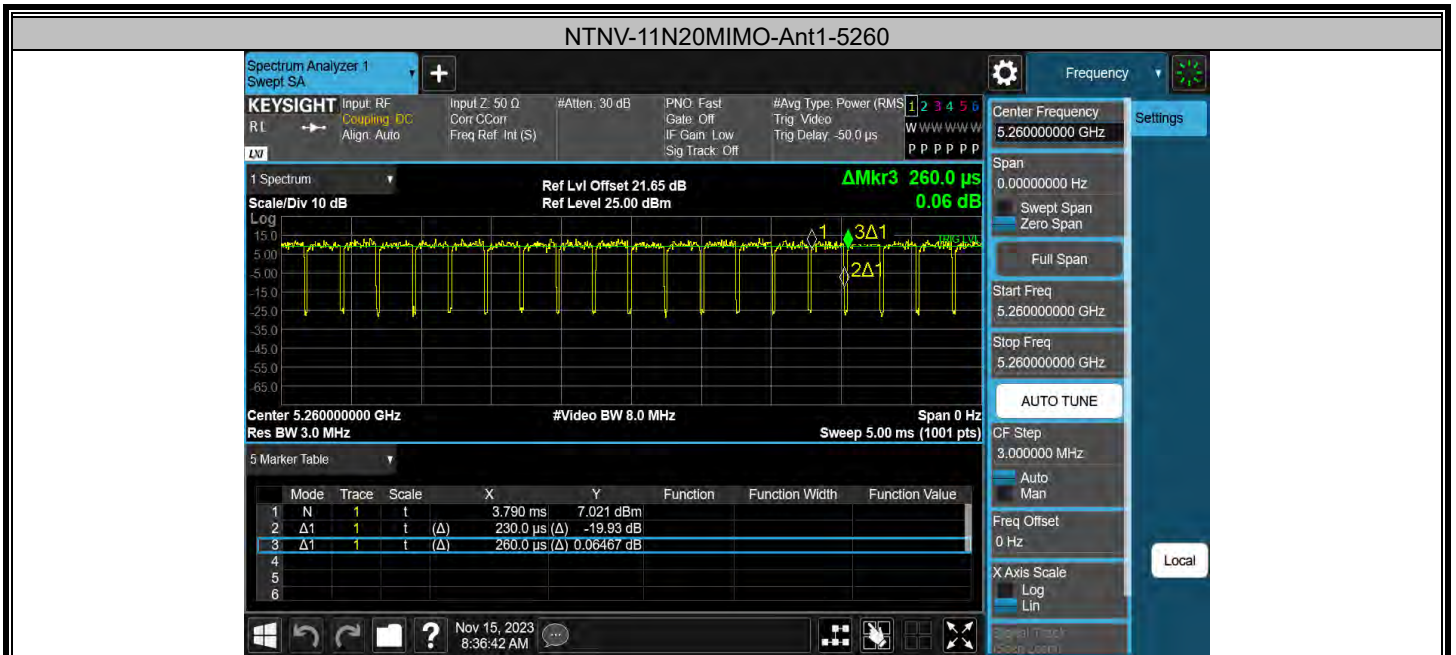 NTNV-11N20MIMO-Ant1-5260
Spectrum Analyzer 1
Swept SA
Frequency
KEYSIGHT
RL
LXI
Input: RF
Coupling: DC
Align: Auto
Input Z: 50 Ω
Corr CCorr
Freq Ref: Int (S)
#Atten: 30 dB
PNO: Fast
Gate: Off
IF Gain: Low
Sig Track: Off
#Avg Type: Power (RMS
Trig: Video
Trig Delay: -50.0 µs
1 2 3 4 5 6
W W W W W W
P P P P P P
1 Spectrum
Scale/Div 10 dB
Ref Lvl Offset 21.65 dB
Ref Level 25.00 dBm
ΔMkr3 260.0 µs
0.06 dB
Log
15.0
5.00
-5.00
-15.0
-25.0
-35.0
-45.0
-55.0
-65.0
1
3Δ1
2Δ1
TRIG LVL
Center 5.260000000 GHz
#Video BW 8.0 MHz
Span 0 Hz
Res BW 3.0 MHz
Sweep 5.00 ms (1001 pts)
5 Marker Table
Mode Trace Scale X Y Function Function Width Function Value
1 N 1 t 3.790 ms 7.021 dBm
2 Δ1 1 t (Δ) 230.0 µs (Δ) -19.93 dB
3 Δ1 1 t (Δ) 260.0 µs (Δ) 0.06467 dB
4
5
6
Nov 15, 2023
8:36:42 AM
Center Frequency
5.260000000 GHz
Settings
Span
0.00000000 Hz
Swept Span
Zero Span
Full Span
Start Freq
5.260000000 GHz
Stop Freq
5.260000000 GHz
AUTO TUNE
CF Step
3.000000 MHz
Auto
Man
Freq Offset
0 Hz
X Axis Scale
Log
Lin
Signal Track
(Span Zoom)
Local